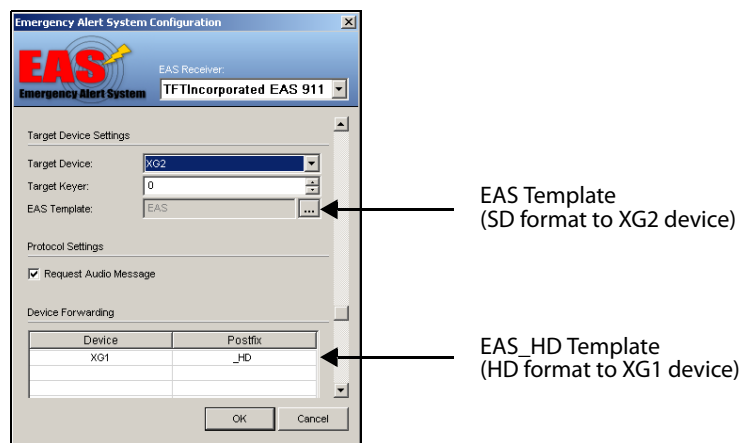 Emergency Alert System Configuration
EAS
Emergency Alert System
EAS Receiver:
TFTIncorporated EAS 911
Target Device Settings
Target Device: XG2
Target Keyer: 0
EAS Template: EAS ...
Protocol Settings
Request Audio Message
Device Forwarding
Device Postfix
XG1 _HD
OK Cancel
EAS Template
(SD format to XG2 device)
EAS_HD Template
(HD format to XG1 device)